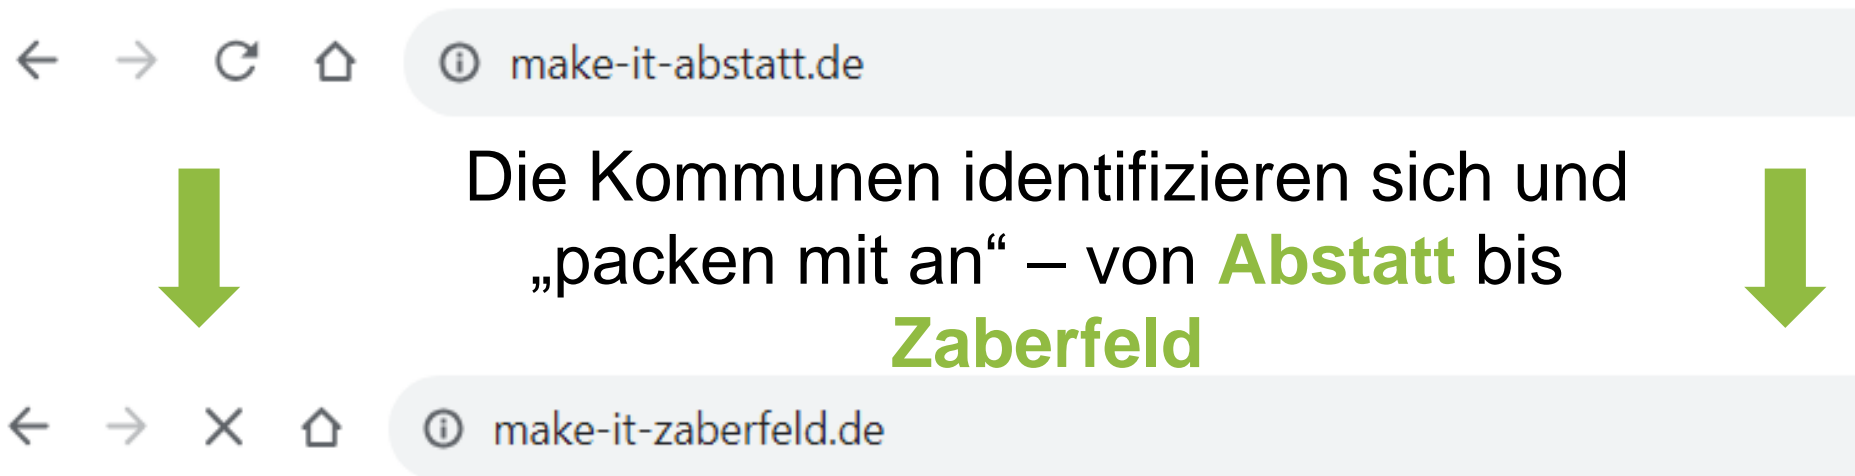 make-it-abstatt.de
Die Kommunen identifizieren sich und
„packen mit an“ – von Abstatt bis
Zaberfeld
make-it-zaberfeld.de